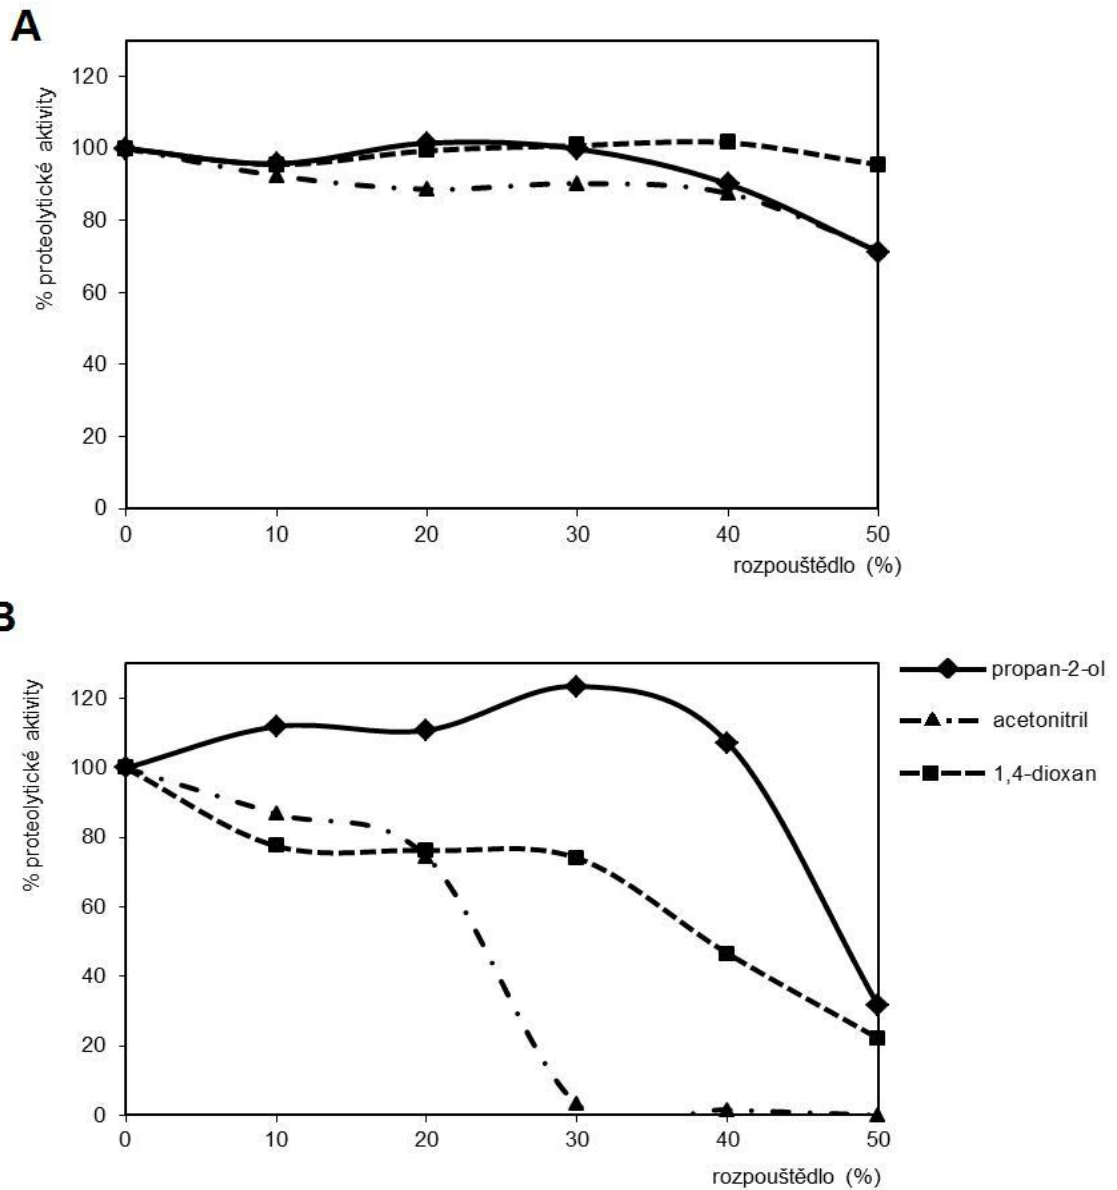 A
% proteolytické aktivity
120
100
80
60
40
20
0
0 10 20 30 40 50
rozpouštědlo (%)
B
% proteolytické aktivity
120
100
80
60
40
20
0
0 10 20 30 40 50
rozpouštědlo (%)
propan-2-ol
acetonitril
1,4-dioxan